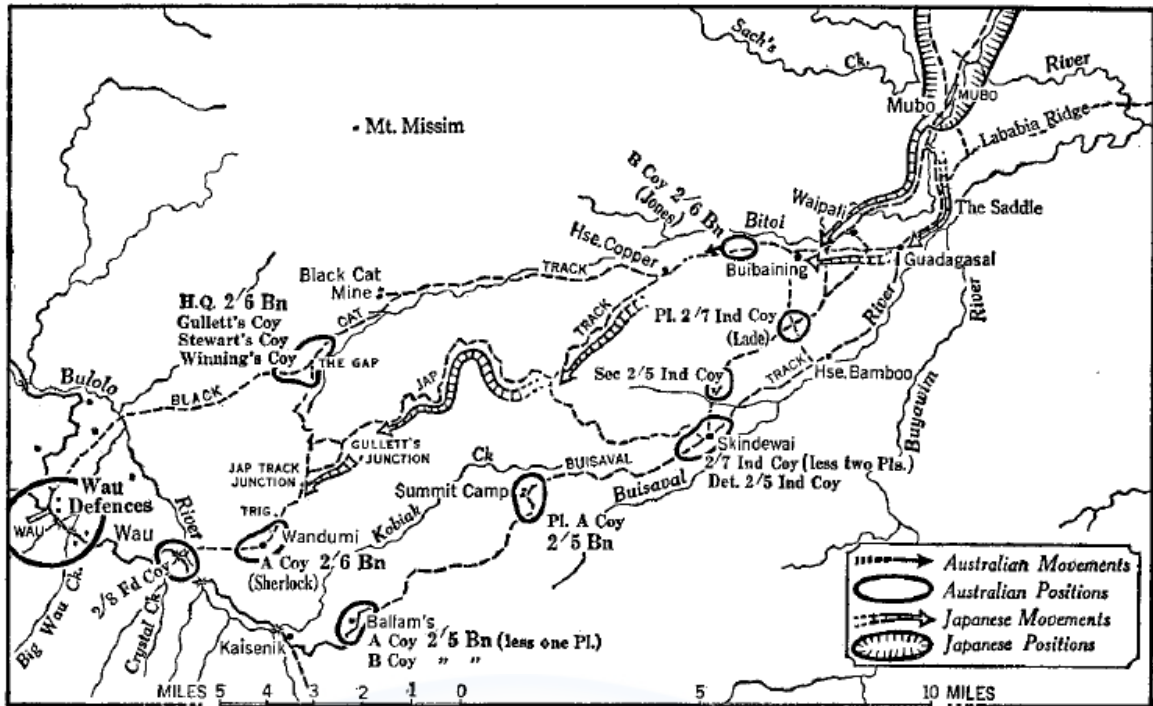 Sach's
Ck.
River
Mubo
MUBO
Lababia Ridge
Mt. Missim
B Coy 2/6 Bn
(Jones)
Waipali
The Saddle
Bitoi
Hse. Copper
Buibaining
Guadagasal
Black Cat
Mine
TRACK
River
River
H.Q. 2/6 Bn
Gullett's Coy
Stewart's Coy
Winning's Coy
CAT
THE GAP
TRACK
Pl. 2/7 Ind Coy
(Lade)
Bulolo
BLACK
JAP
Sec 2/5 Ind Coy
TRACK
Hse. Bamboo
Buyawim
GULLETT'S
JUNCTION
JAP TRACK
JUNCTION
Ck
BUISAVAL
Skindewai
2/7 Ind Coy (less two Pls.)
Det. 2/5 Ind Coy
Buisaval
Summit Camp
Wau
Defences
WAU
Wau
River
TRIG
Wandumi
Kobiak
Pl. A Coy
2/5 Bn
A Coy 2/6 Bn
(Sherlock)
2/8 Fd Coy
Big Wau Ck.
Crystal Ck.
Kaisenik
Ballam's
A Coy 2/5 Bn (less one Pl.)
B Coy " "
Australian Movements
Australian Positions
Japanese Movements
Japanese Positions
MILES 5 4 3 2 1 0 5 10 MILES